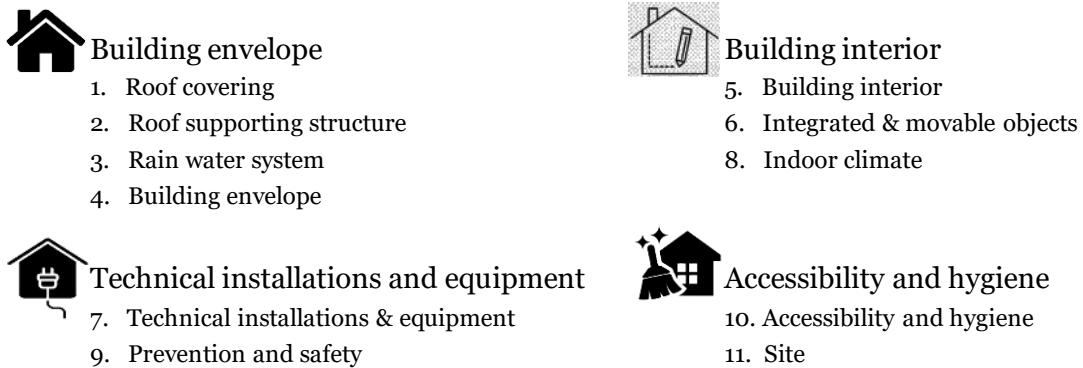 Building envelope
1. Roof covering
2. Roof supporting structure
3. Rain water system
4. Building envelope
Building interior
5. Building interior
6. Integrated & movable objects
8. Indoor climate
Technical installations and equipment
7. Technical installations & equipment
9. Prevention and safety
Accessibility and hygiene
10. Accessibility and hygiene
11. Site